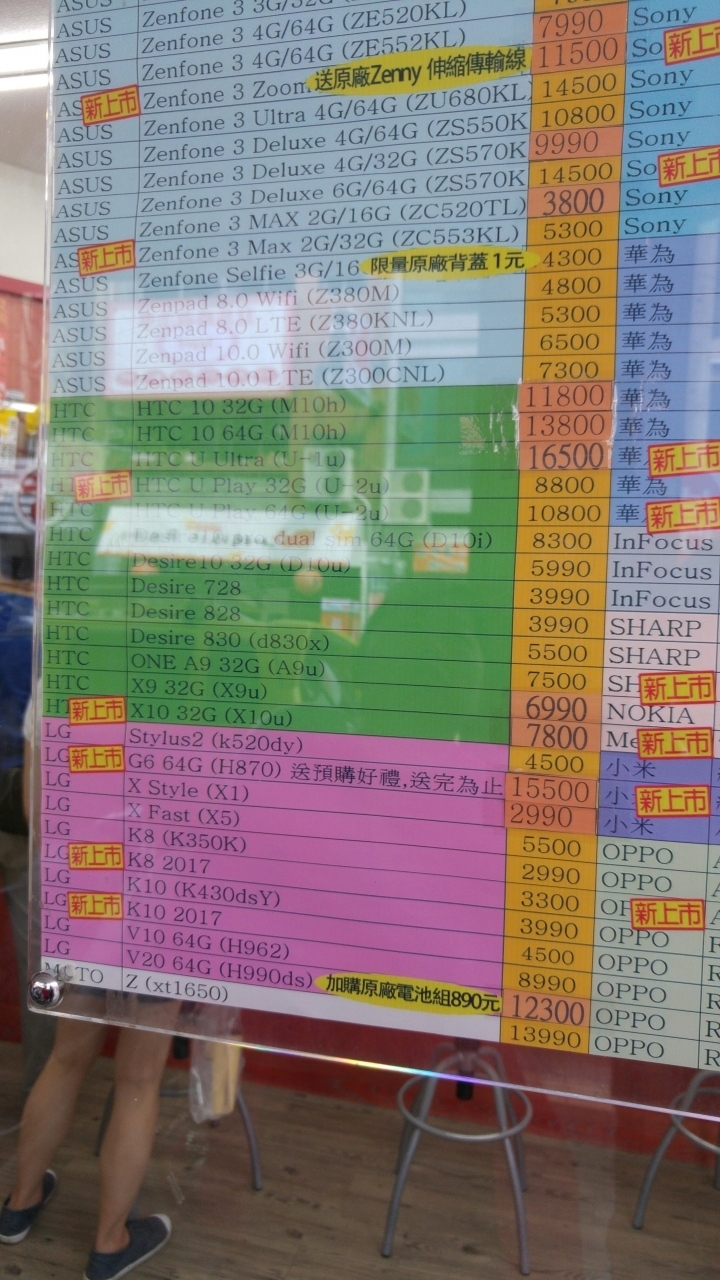 ASUS Zenfone 3 3G/32G
ASUS Zenfone 3 4G/64G (ZE520KL)
ASUS Zenfone 3 4G/64G (ZE552KL) 7990 Sony
新上市 Zenfone 3 Zoom 送原廠Zenny 伸縮傳輸線 11500 So 新上市
ASUS Zenfone 3 Ultra 4G/64G (ZU680KL) 14500 Sony
ASUS Zenfone 3 Deluxe 4G/64G (ZS550K 10800 Sony
ASUS Zenfone 3 Deluxe 4G/32G (ZS570K 9990 Sony
ASUS Zenfone 3 Deluxe 6G/64G (ZS570K 14500 So 新上市
ASUS Zenfone 3 MAX 2G/16G (ZC520TL) 3800 Sony
AS 新上市 Zenfone 3 Max 2G/32G (ZC553KL) 5300 Sony
ASUS Zenfone Selfie 3G/16 限量原廠背蓋1元 4300 華為
ASUS Zenpad 8.0 Wifi (Z380M) 4800 華為
ASUS Zenpad 8.0 LTE (Z380KNL) 5300 華為
ASUS Zenpad 10.0 Wifi (Z300M) 6500 華為
ASUS Zenpad 10.0 LTE (Z300CNL) 7300 華為
HTC HTC 10 32G (M10h) 11800 華為
HTC HTC 10 64G (M10h) 13800 華為
HTC HTC U Ultra (U-1u) 16500 華 新上市
新上市 HTC U Play 32G (U-2u) 8800 華為
HTC HTC U Play 64G (U-2u) 10800 華 新上市
HTC pro dual sim 64G (D10i) 8300 InFocus
HTC Desire10 32G (D10u) 5990 InFocus
HTC Desire 728 3990 InFocus
HTC Desire 828 3990 SHARP
HTC Desire 830 (d830x) 5500 SHARP
HTC ONE A9 32G (A9u) 7500 SH 新上市
HTC X9 32G (X9u) 6990 NOKIA
HT 新上市 X10 32G (X10u) 7800 Me 新上市
LG Stylus2 (k520dy) 4500 小米
LG 新上市 G6 64G (H870) 送預購好禮,送完為止 15500 小 新上市
LG X Style (X1) 2990 小米
LG X Fast (X5) 5500 OPPO
LG K8 (K350K) 2990 OPPO
LG 新上市 K8 2017 3300 OP 新上市
LG K10 (K430dsY) 3990 OPPO
LG 新上市 K10 2017 4500 OPPO
LG V10 64G (H962) 8990 OPPO
LG V20 64G (H990ds) 加購原廠電池組890元 12300 OPPO
MOTO Z (xt1650) 13990 OPPO